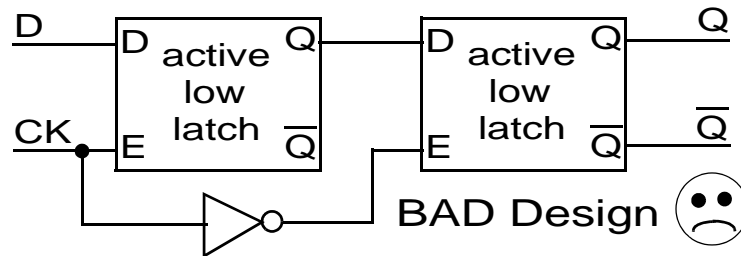 D
D
active
low
latch
Q
Q̅
CK
E
D
active
low
latch
Q
Q̅
E
Q
Q̅
BAD Design